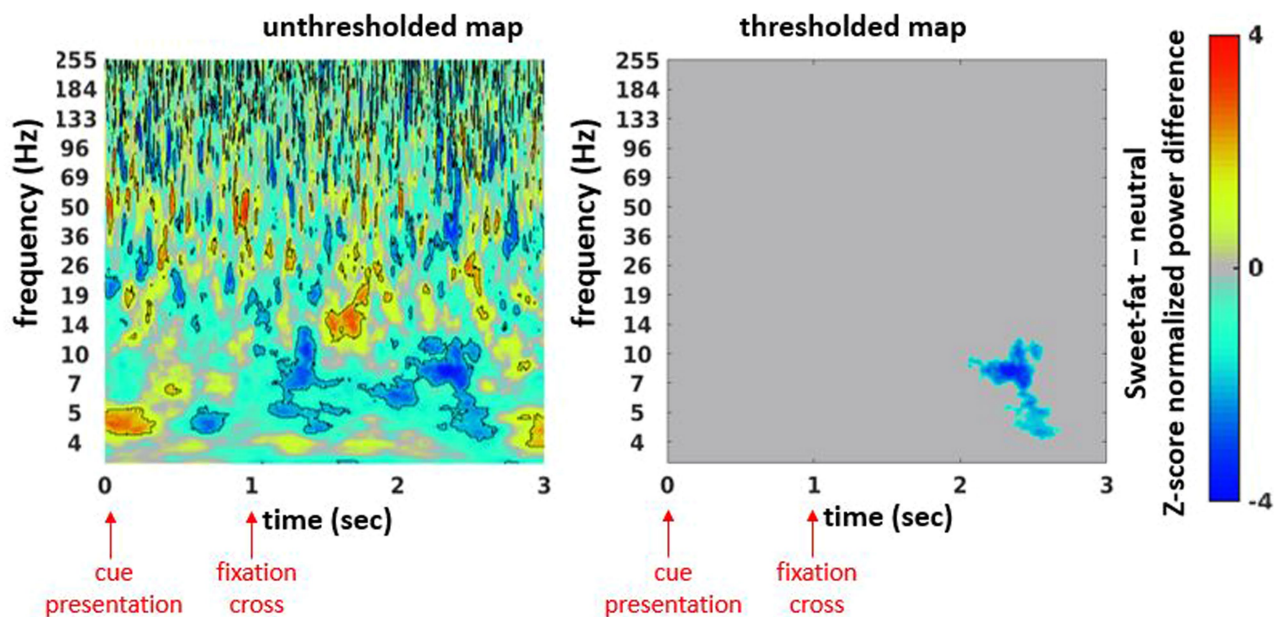 unthresholded map
255
184
133
96
69
50
36
26
19
14
10
7
5
4
frequency (Hz)
0 1 2 3
time (sec)
cue
presentation
fixation
cross
thresholded map
255
184
133
96
69
50
36
26
19
14
10
7
5
4
frequency (Hz)
0 1 2 3
time (sec)
cue
presentation
fixation
cross
Sweet-fat – neutral
Z-score normalized power difference
4
0
-4